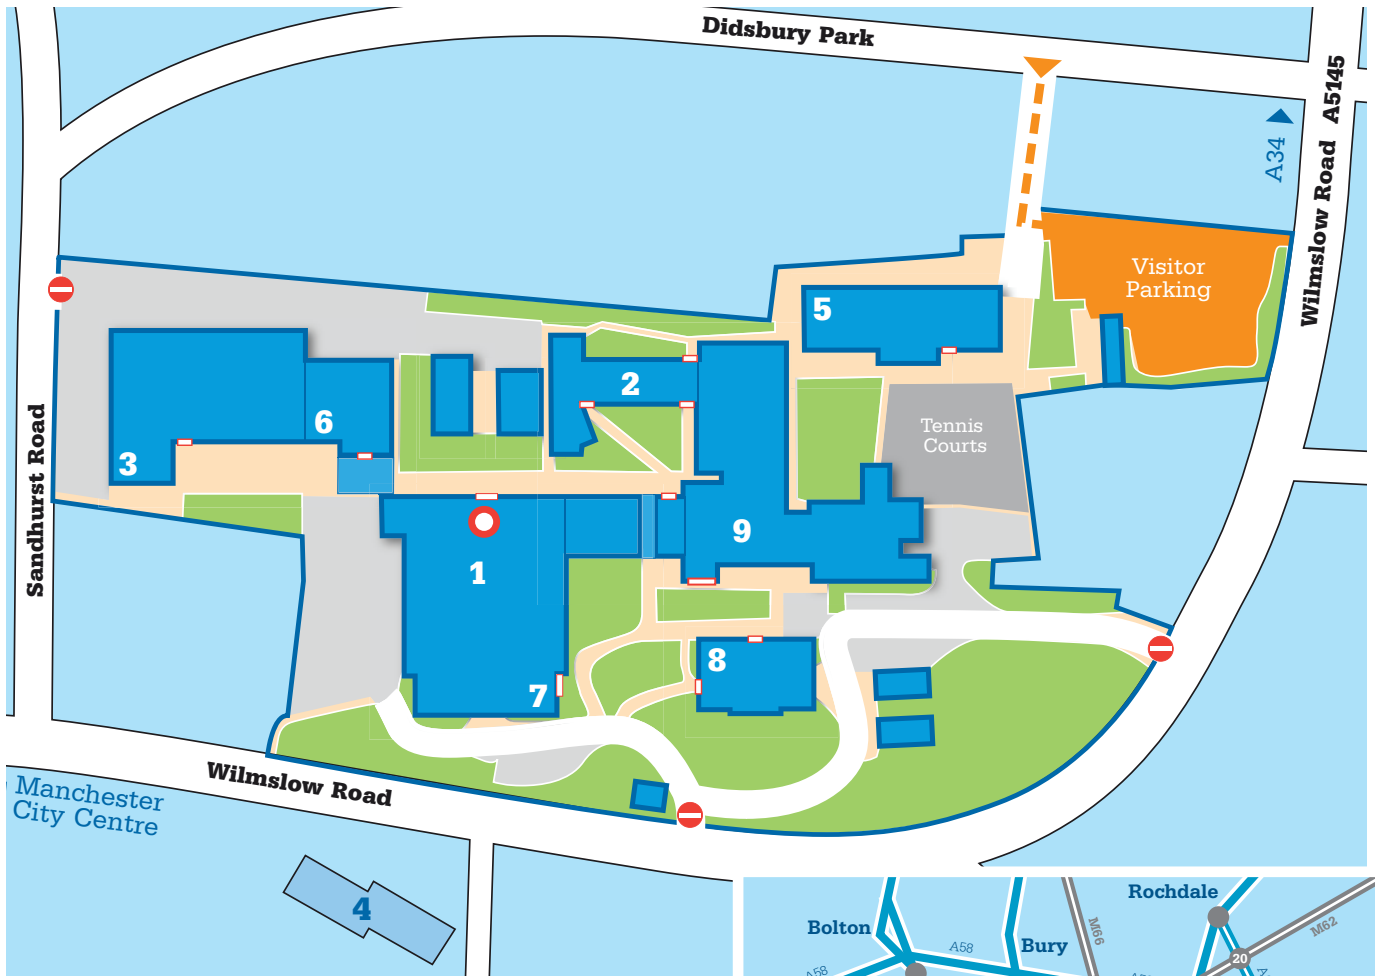 Didsbury Park
Wilmslow Road A5145
A34
Visitor
Parking
5
2
6
3
Tennis
Courts
Sandhurst Road
9
1
8
7
Wilmslow Road
Manchester
City Centre
4
Rochdale
Bolton
A58
Bury
M66
M62
20
A58